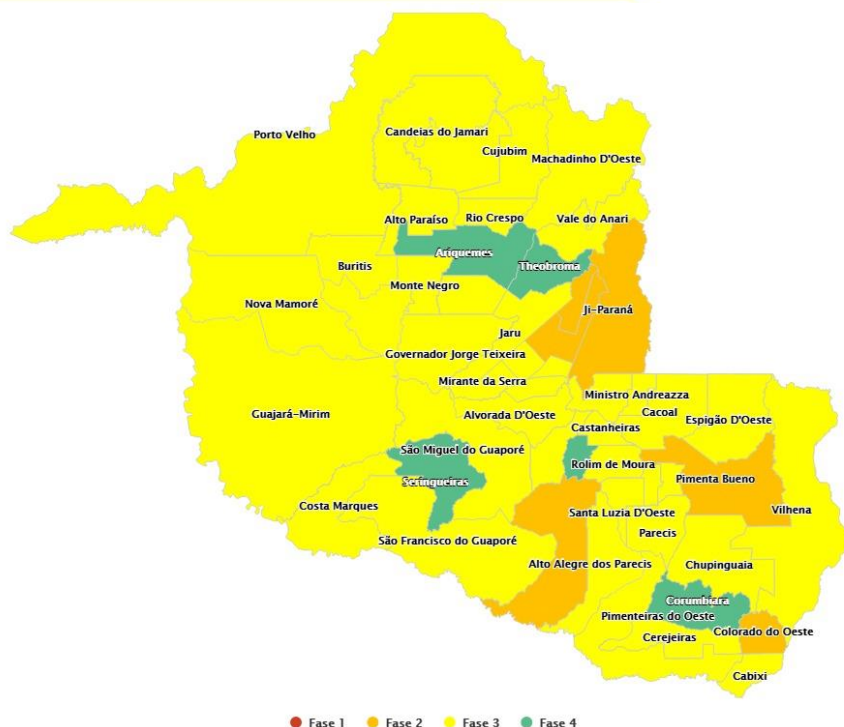 Porto Velho
Candeias do Jamari
Cujubim
Machadinho D'Oeste
Alto Paraíso
Rio Crespo
Vale do Anari
Ariquemes
Theobroma
Buritis
Monte Negro
Nova Mamoré
Ji-Paraná
Jaru
Governador Jorge Teixeira
Mirante da Serra
Ministro Andreazza
Guajará-Mirim
Alvorada D'Oeste
Cacoal
Espigão D'Oeste
Castanheiras
São Miguel do Guaporé
Rolim de Moura
Seringueiras
Pimenta Bueno
Costa Marques
Santa Luzia D'Oeste
Vilhena
São Francisco do Guaporé
Parecis
Alto Alegre dos Parecis
Chupinguaia
Corumbiara
Pimenteiras do Oeste
Colorado do Oeste
Cerejeiras
Cabixi
Fase 1 Fase 2 Fase 3 Fase 4